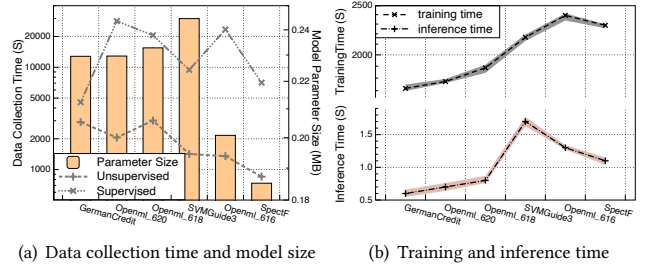 Data Collection Time (S)
20000
10000
5000
2000
1000
Parameter Size
Unsupervised
Supervised
0.24
0.22
0.20
0.18
Model Parameter Size (MB)
GermanCredit
Openml_620
Openml_618
SVMGuide3
Openml_616
SpectF
(a) Data collection time and model size
TrainingTime (S)
2000
training time
inference time
Inference Time (S)
1.5
1.0
0.5
GermanCredit
Openml_620
Openml_618
SVMGuide3
Openml_616
SpectF
(b) Training and inference time